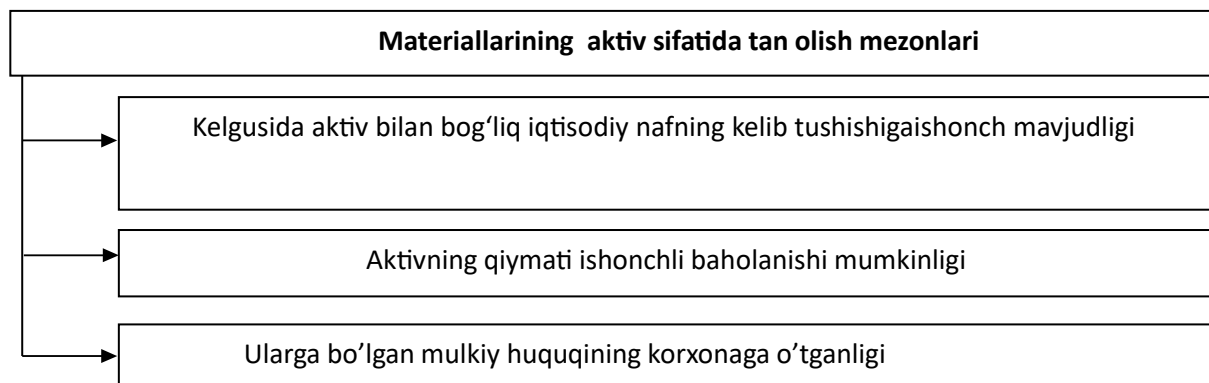 Materiallarining aktiv sifatida tan olish mezonlari
Kelgusida aktiv bilan bog‘liq iqtisodiy nafning kelib tushishigaishonch mavjudligi
Aktivning qiymati ishonchli baholanishi mumkinligi
Ularga bo’lgan mulkiy huquqining korxonaga o’tganligi